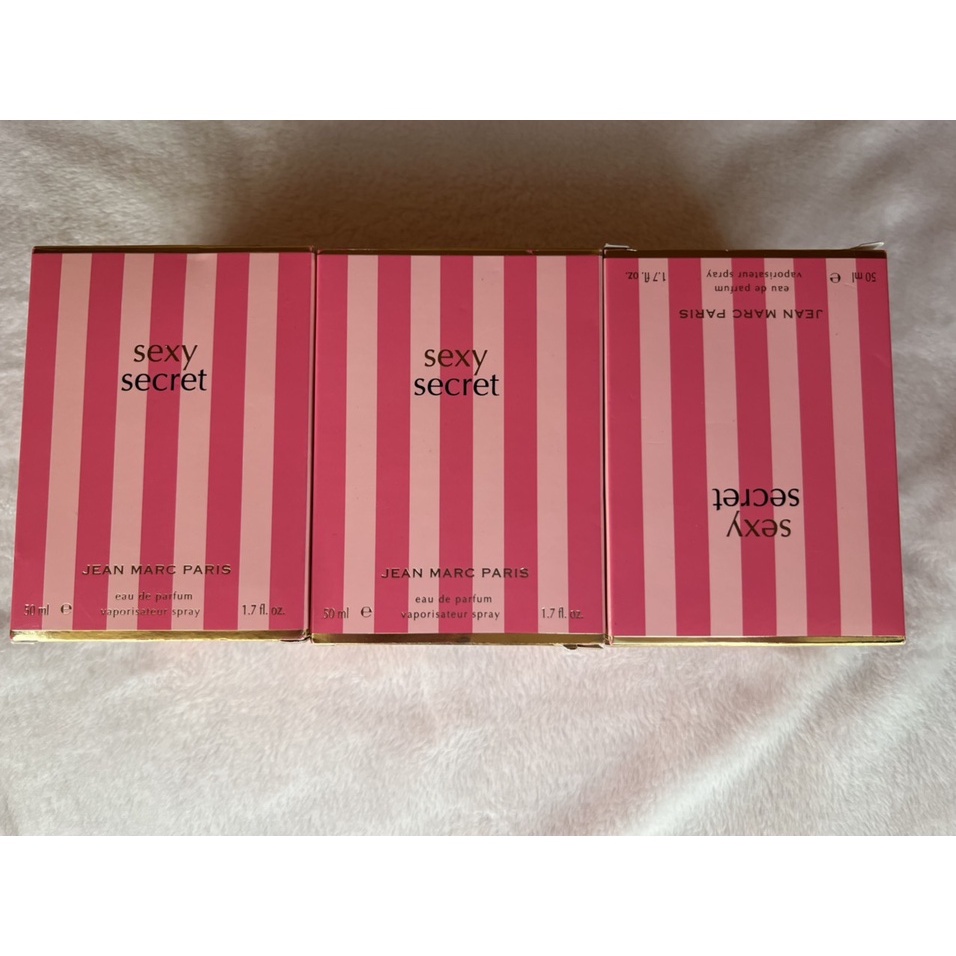 sexy
secret
JEAN MARC PARIS
eau de parfum
50 ml ℮ vaporisateur spray 1.7 fl. oz.
sexy
secret
JEAN MARC PARIS
eau de parfum
50 ml ℮ vaporisateur spray 1.7 fl. oz.
sexy
secret
JEAN MARC PARIS
eau de parfum
50 ml ℮ vaporisateur spray 1.7 fl. oz.